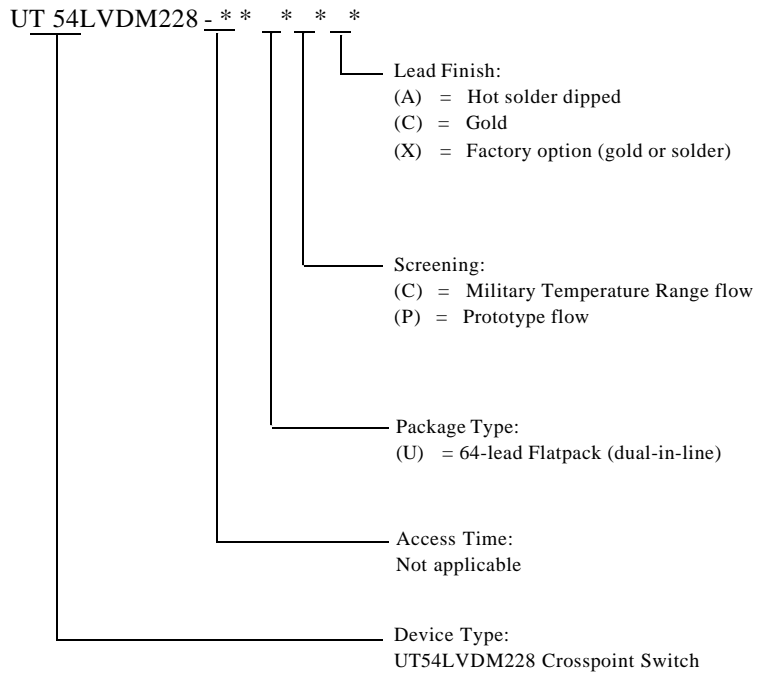 UT 54LVDM228 - * * * * *
Lead Finish:
(A) = Hot solder dipped
(C) = Gold
(X) = Factory option (gold or solder)
Screening:
(C) = Military Temperature Range flow
(P) = Prototype flow
Package Type:
(U) = 64-lead Flatpack (dual-in-line)
Access Time:
Not applicable
Device Type:
UT54LVDM228 Crosspoint Switch